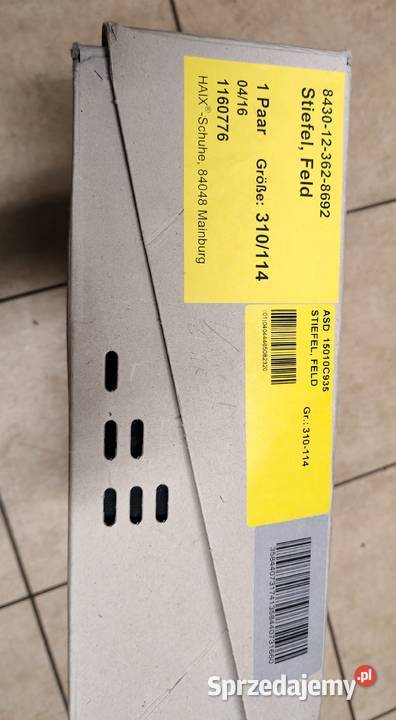 8430-12-362-8692
Stiefel, Feld
1 Paar Größe: 310/114
04/16
1160776
HAIX®-Schuhe, 84048 Mainburg
ASD 15010C935
STIEFEL, FELD
Gr.: 310-114
Sprzedajemy.pl